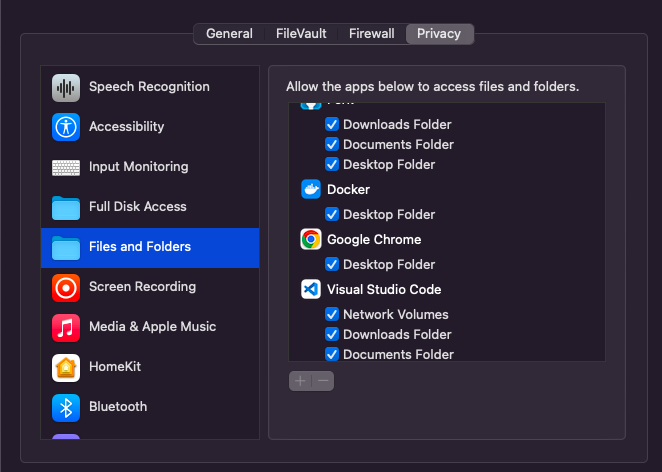 General FileVault Firewall Privacy
Speech Recognition
Accessibility
Input Monitoring
Full Disk Access
Files and Folders
Screen Recording
Media & Apple Music
HomeKit
Bluetooth
Allow the apps below to access files and folders.
Downloads Folder
Documents Folder
Desktop Folder
Docker
Desktop Folder
Google Chrome
Desktop Folder
Visual Studio Code
Network Volumes
Downloads Folder
Documents Folder